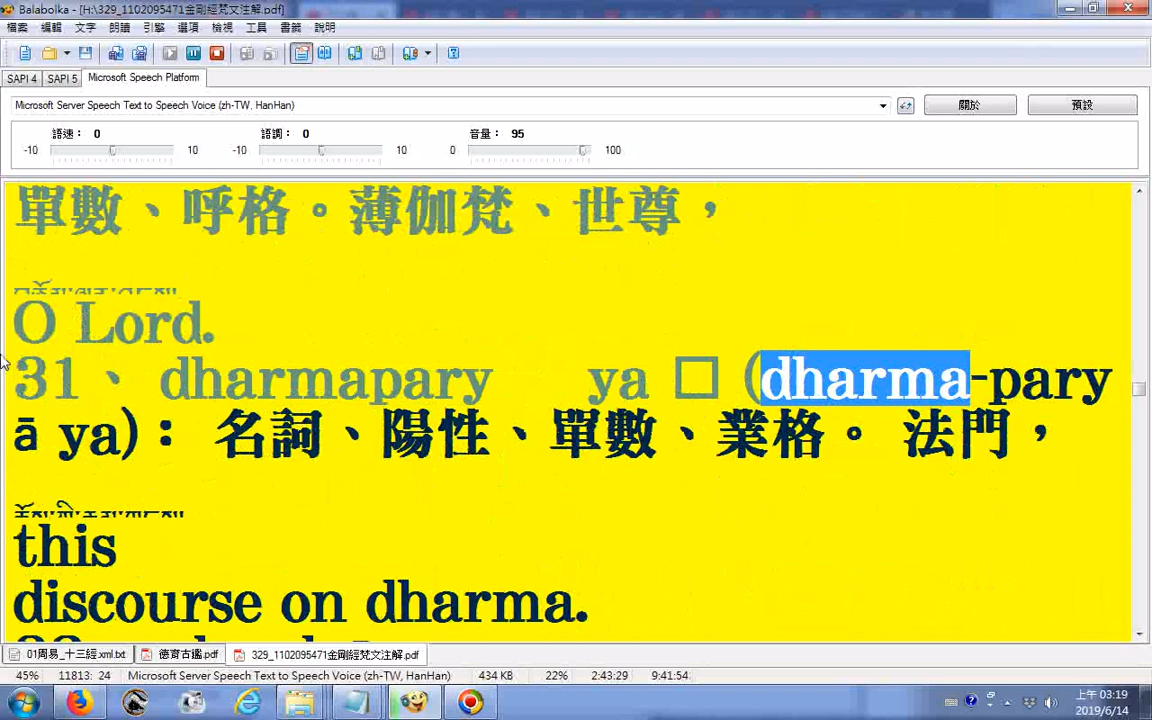 Balabolka - [H:\329_1102095471金剛經梵文注解.pdf]
檔案 編輯 文字 朗讀 引擎 選項 檢視 工具 書籤 說明
SAPI 4 SAPI 5 Microsoft Speech Platform
Microsoft Server Speech Text to Speech Voice (zh-TW, HanHan) 關於 預設
語速： 0 語調： 0 音量： 95
-10 10 -10 10 0 100
單數、呼格。薄伽梵、世尊，
O Lord.
31、 dharmapary ya □ (dharma-pary
ā ya)： 名詞、陽性、單數、業格。 法門，
this
discourse on dharma.
01周易_十三經.xml.txt 德育古鑑.pdf 329_1102095471金剛經梵文注解.pdf
45% 11813: 24 Microsoft Server Speech Text to Speech Voice (zh-TW, HanHan) 434 KB 22% 2:43:29 9:41:54
上午 03:19
2019/6/14